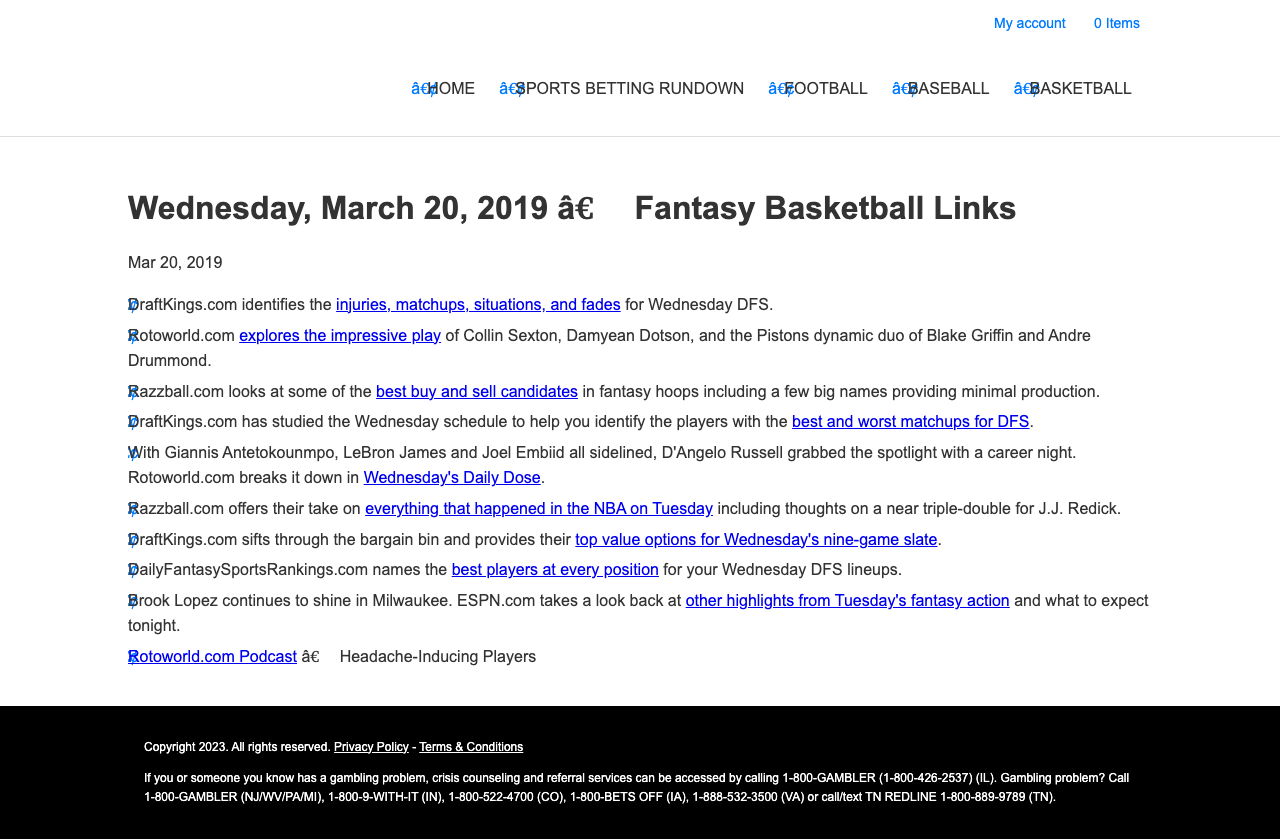 My account 0 Items
HOME SPORTS BETTING RUNDOWN FOOTBALL BASEBALL BASKETBALL
Wednesday, March 20, 2019 â€ Fantasy Basketball Links
Mar 20, 2019
DraftKings.com identifies the injuries, matchups, situations, and fades for Wednesday DFS.
Rotoworld.com explores the impressive play of Collin Sexton, Damyean Dotson, and the Pistons dynamic duo of Blake Griffin and Andre
Drummond.
Razzball.com looks at some of the best buy and sell candidates in fantasy hoops including a few big names providing minimal production.
DraftKings.com has studied the Wednesday schedule to help you identify the players with the best and worst matchups for DFS.
With Giannis Antetokounmpo, LeBron James and Joel Embiid all sidelined, D'Angelo Russell grabbed the spotlight with a career night.
Rotoworld.com breaks it down in Wednesday's Daily Dose.
Razzball.com offers their take on everything that happened in the NBA on Tuesday including thoughts on a near triple-double for J.J. Redick.
DraftKings.com sifts through the bargain bin and provides their top value options for Wednesday's nine-game slate.
DailyFantasySportsRankings.com names the best players at every position for your Wednesday DFS lineups.
Brook Lopez continues to shine in Milwaukee. ESPN.com takes a look back at other highlights from Tuesday's fantasy action and what to expect
tonight.
Rotoworld.com Podcast â€ Headache-Inducing Players
Copyright 2023. All rights reserved. Privacy Policy - Terms & Conditions
If you or someone you know has a gambling problem, crisis counseling and referral services can be accessed by calling 1-800-GAMBLER (1-800-426-2537) (IL). Gambling problem? Call
1-800-GAMBLER (NJ/WV/PA/MI), 1-800-9-WITH-IT (IN), 1-800-522-4700 (CO), 1-800-BETS OFF (IA), 1-888-532-3500 (VA) or call/text TN REDLINE 1-800-889-9789 (TN).